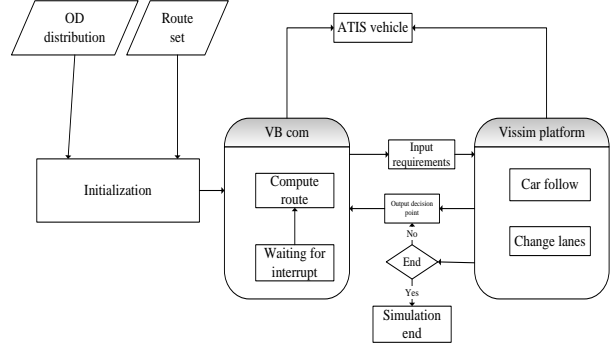 OD
distribution
Route
set
ATIS vehicle
VB com
Vissim platform
Input
requirements
Initialization
Compute
route
Car follow
Output decision
point
Waiting for
interrupt
No
Change lanes
End
Yes
Simulation
end